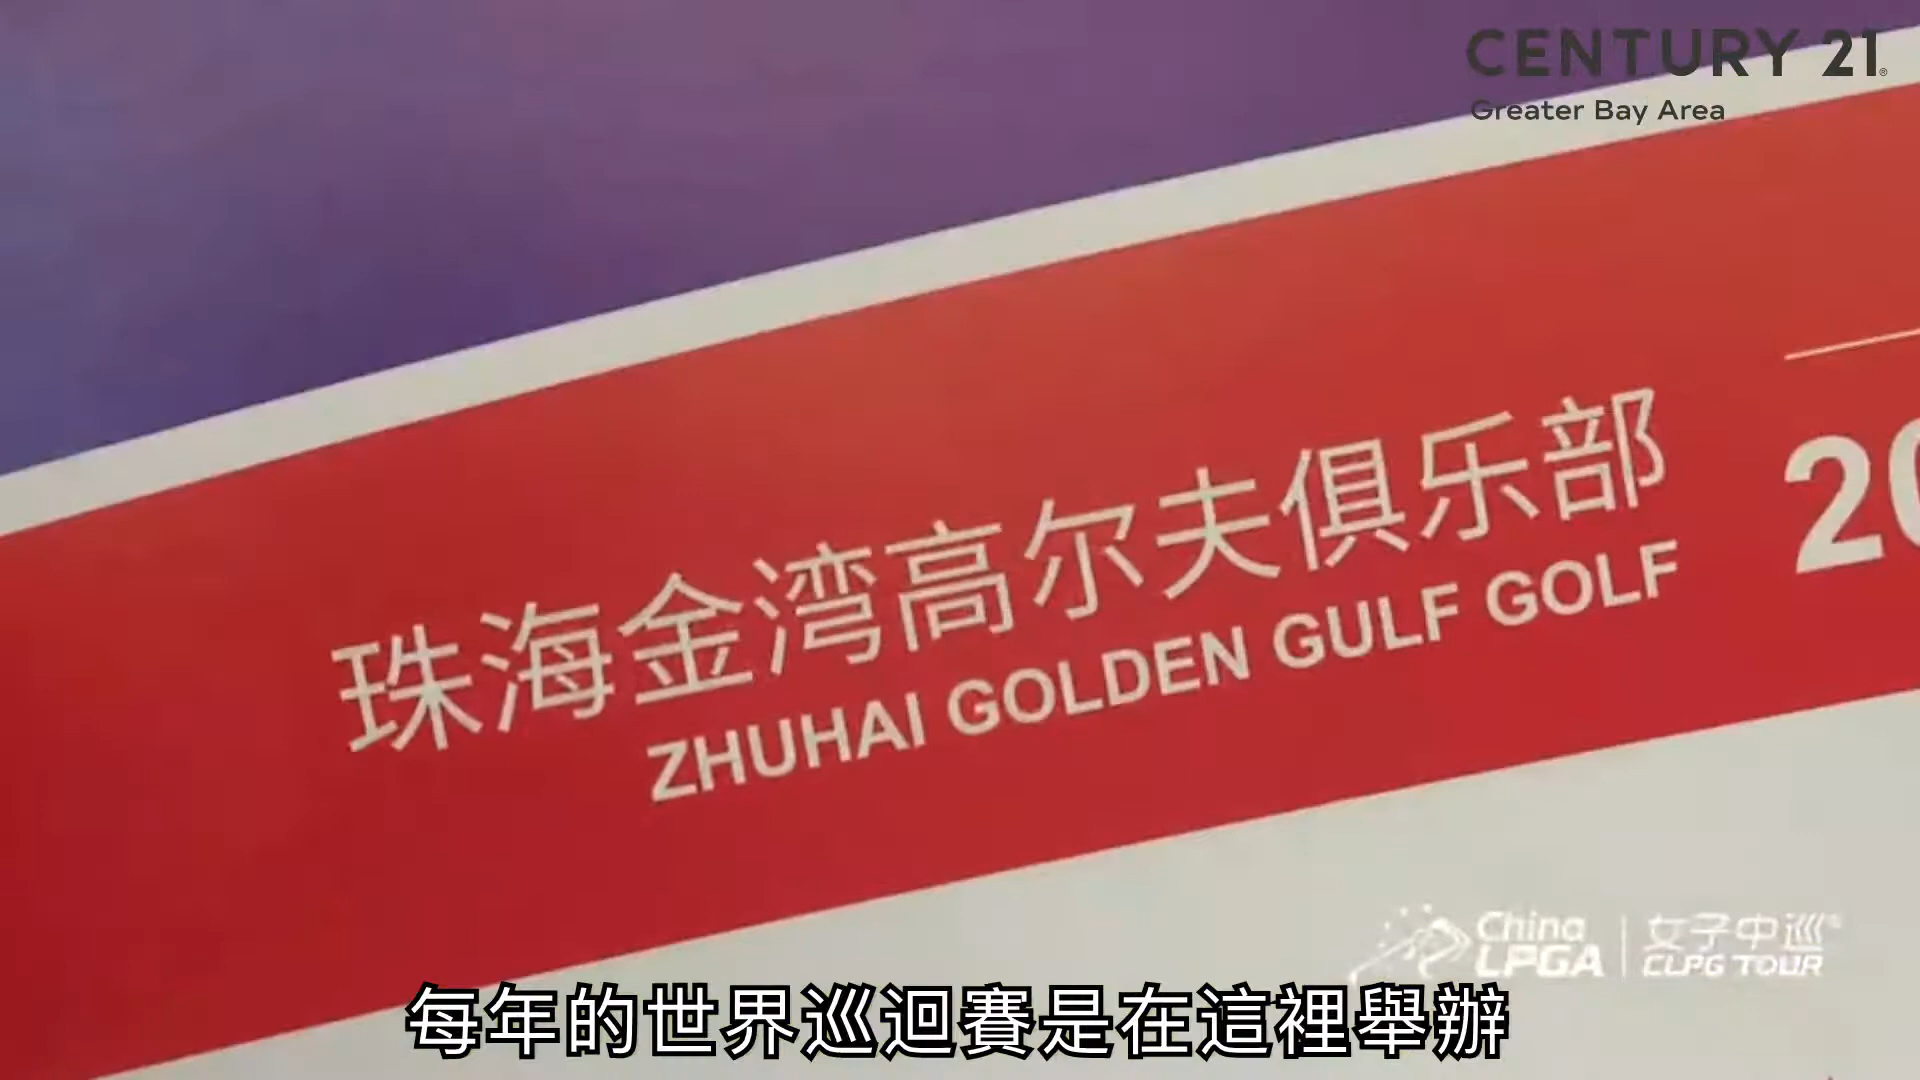 CENTURY 21®
Greater Bay Area
珠海金湾高尔夫俱乐部
ZHUHAI GOLDEN GULF GOLF
20
China LPGA
女子中巡
CLPG TOUR
每年的世界巡迴賽是在這裡舉辦